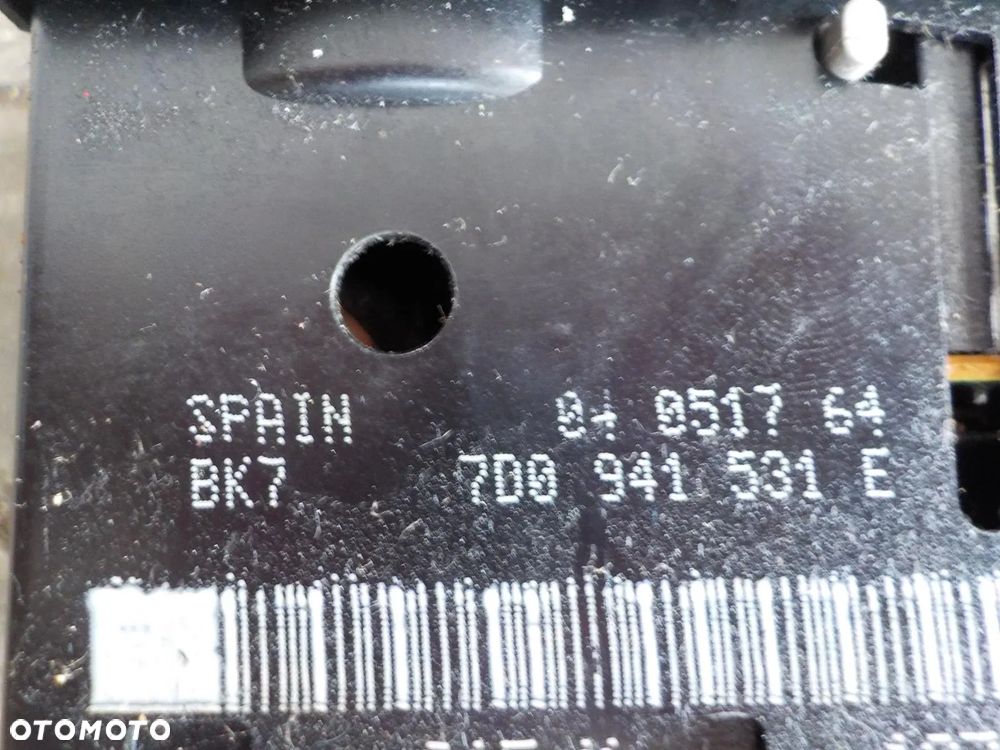 SPAIN 04 0517 64
BK7 7D0 941 531 E
OTOMOTO